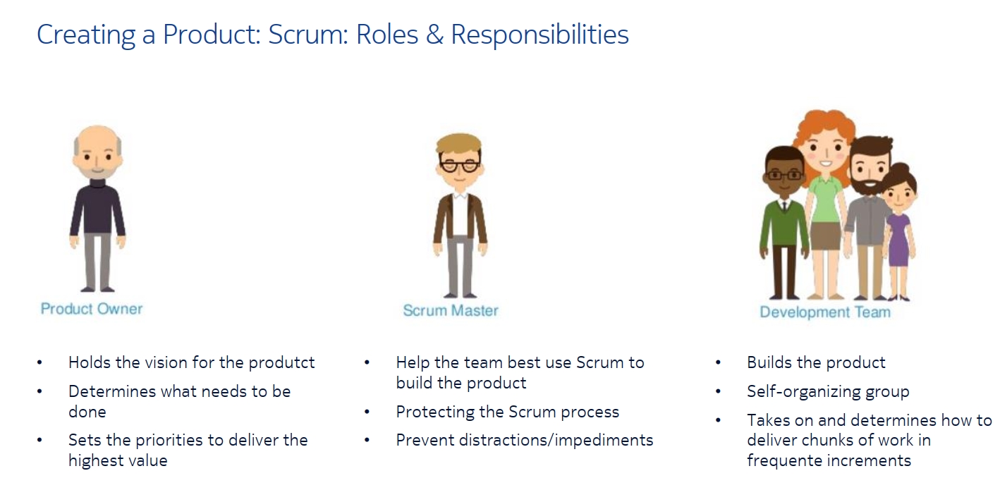 Creating a Product: Scrum: Roles & Responsibilities
Product Owner
• Holds the vision for the produtct
• Determines what needs to be
done
• Sets the priorities to deliver the
highest value
Scrum Master
• Help the team best use Scrum to
build the product
• Protecting the Scrum process
• Prevent distractions/impediments
Development Team
• Builds the product
• Self-organizing group
• Takes on and determines how to
deliver chunks of work in
frequente increments